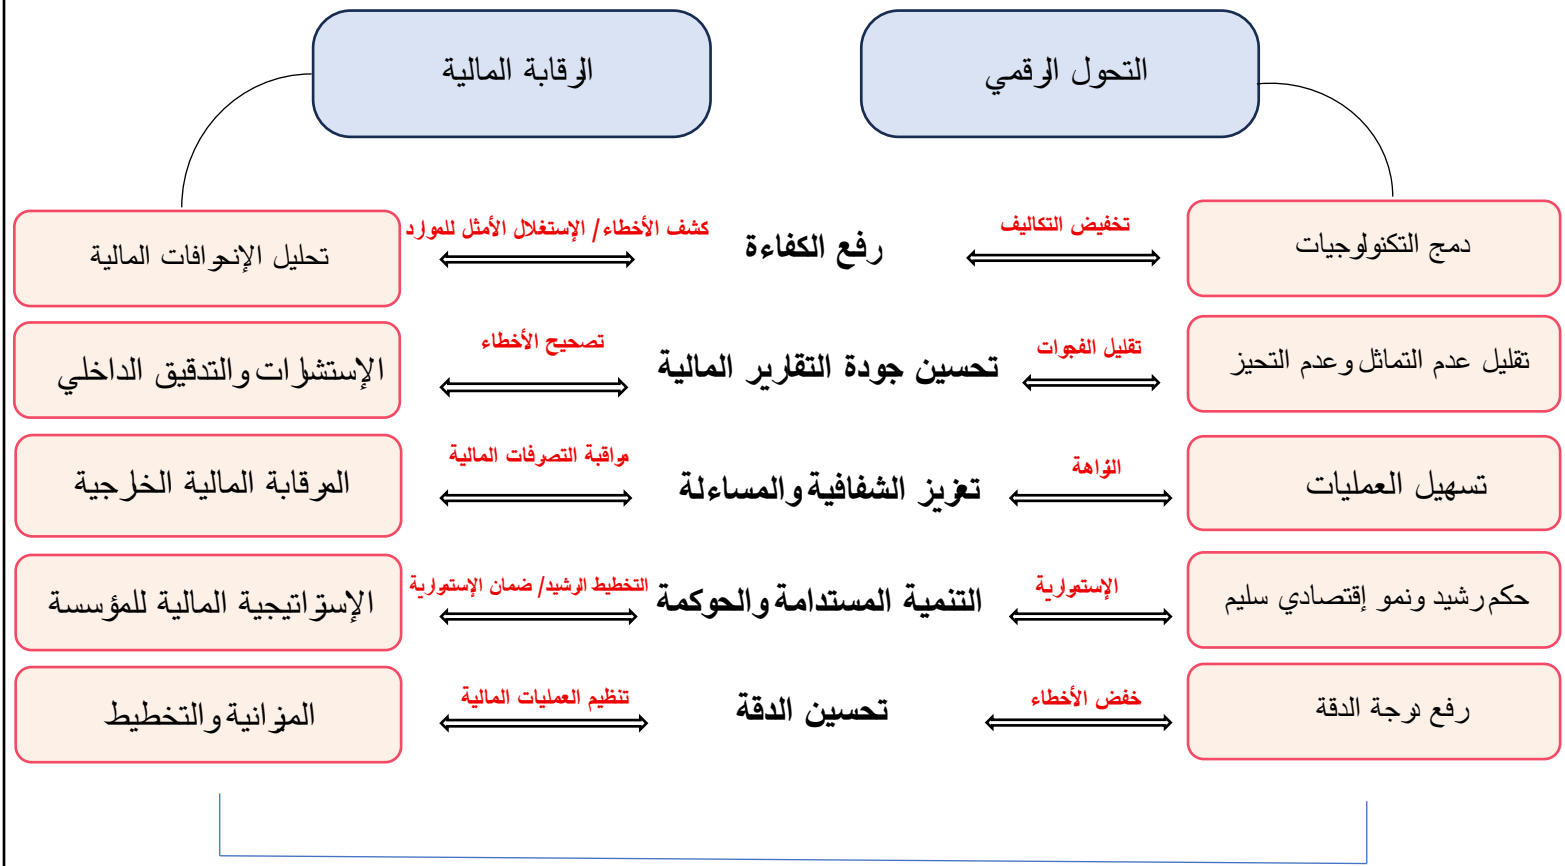 التحول الرقمي
الرقابة المالية
دمج التكنولوجيات
تخفيض التكاليف
رفع الكفاءة
كشف الأخطاء/ الإستغلال الأمثل للموارد
تحليل الإنحرافات المالية
تقليل عدم التماثل وعدم التحيز
تقليل الفجوات
تحسين جودة التقارير المالية
تصحيح الأخطاء
الإستشرات والتدقيق الداخلي
تسهيل العمليات
النزاهة
تعزيز الشفافية والمساءلة
مراقبة التصرفات المالية
المرقابة المالية الخارجية
حكم رشيد ونمو إقتصادي سليم
الإستمرارية
التنمية المستدامة والحوكمة
التخطيط الرشيد/ ضمان الإستمرارية
الإستراتيجية المالية للمؤسسة
رفع درجة الدقة
خفض الأخطاء
تحسين الدقة
تنظيم العمليات المالية
الميزانية والتخطيط